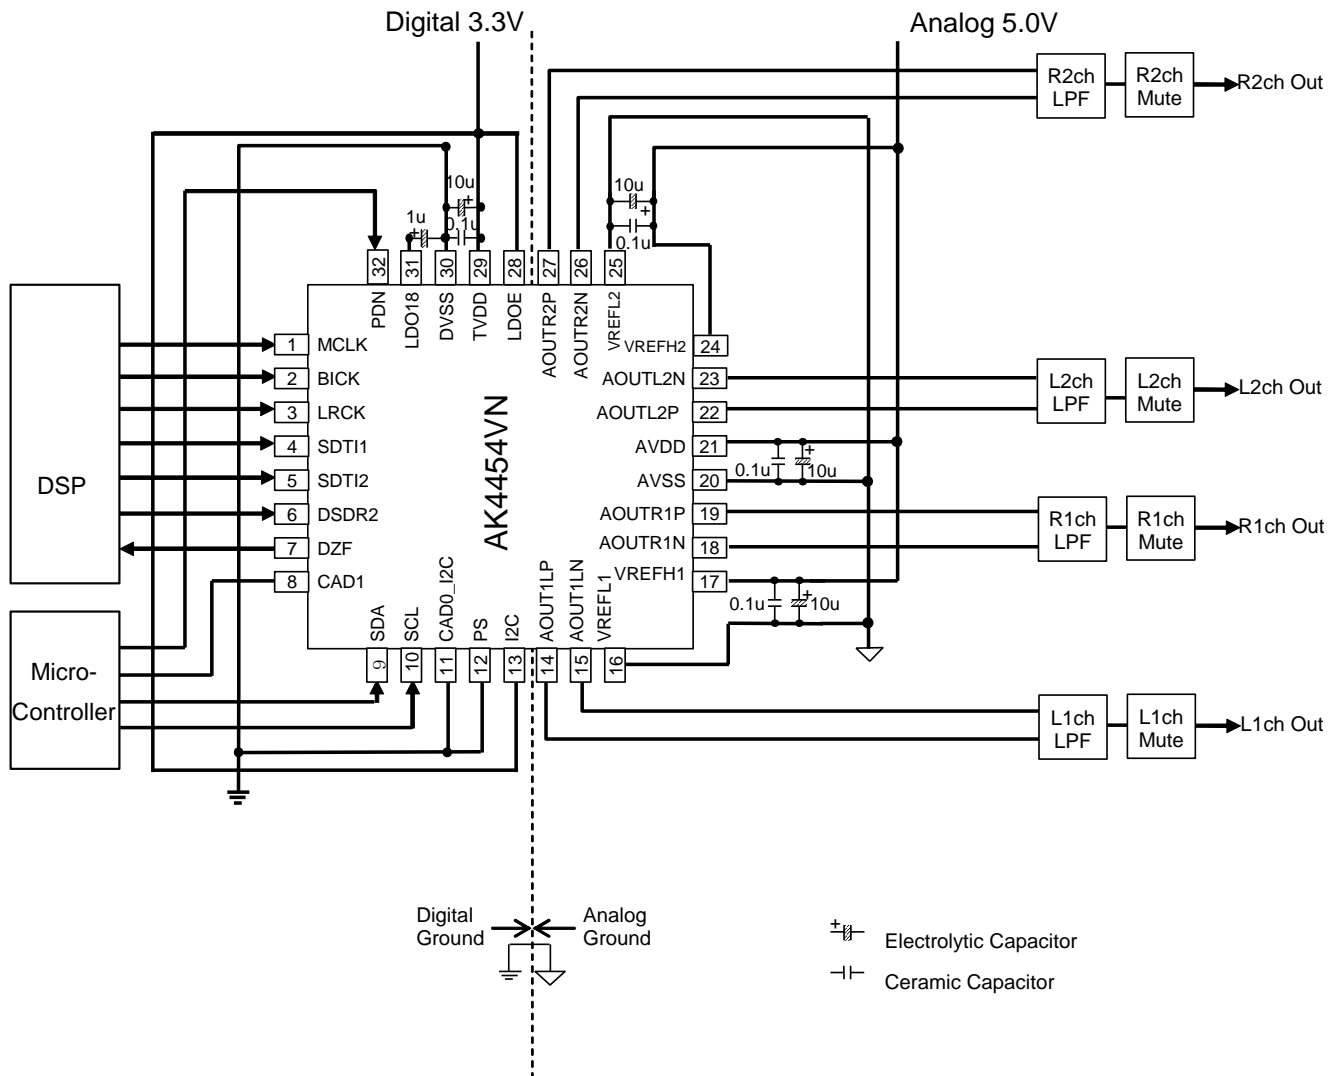 Digital 3.3V
Analog 5.0V
R2ch
LPF
R2ch
Mute
R2ch Out
10u
1u
0.1u
10u
0.1u
32
31
30
29
28
27
26
25
PDN
LDO18
DVSS
TVDD
LDOE
AOUTR2P
AOUTR2N
VREFL2
DSP
1
MCLK
2
BICK
3
LRCK
4
SDTI1
5
SDTI2
6
DSDR2
7
DZF
8
CAD1
AK4454VN
VREFH2
24
AOUTL2N
23
AOUTL2P
22
AVDD
21
AVSS
20
AOUTR1P
19
AOUTR1N
18
VREFH1
17
0.1u
10u
0.1u
10u
L2ch
LPF
L2ch
Mute
L2ch Out
R1ch
LPF
R1ch
Mute
R1ch Out
SDA
SCL
CAD0_I2C
PS
I2C
AOUT1LP
AOUT1LN
VREFL1
9
10
11
12
13
14
15
16
Micro-
Controller
L1ch
LPF
L1ch
Mute
L1ch Out
Digital
Ground
Analog
Ground
Electrolytic Capacitor
Ceramic Capacitor